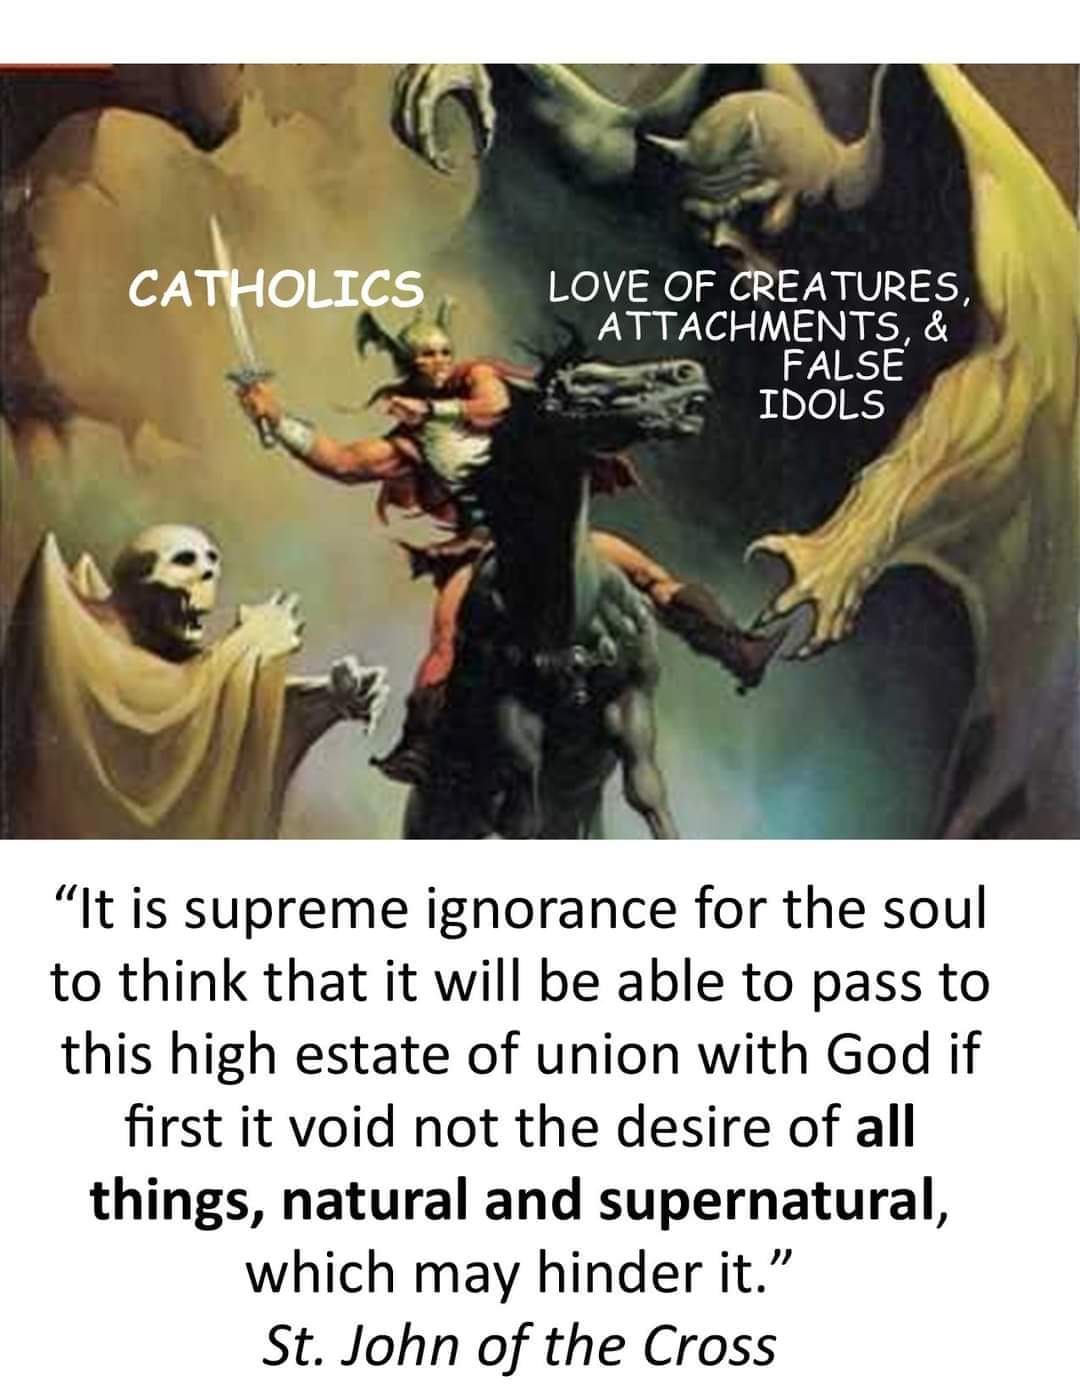 CATHOLICS
LOVE OF CREATURES,
ATTACHMENTS, &
FALSE
IDOLS
“It is supreme ignorance for the soul
to think that it will be able to pass to
this high estate of union with God if
first it void not the desire of all
things, natural and supernatural,
which may hinder it.”
St. John of the Cross